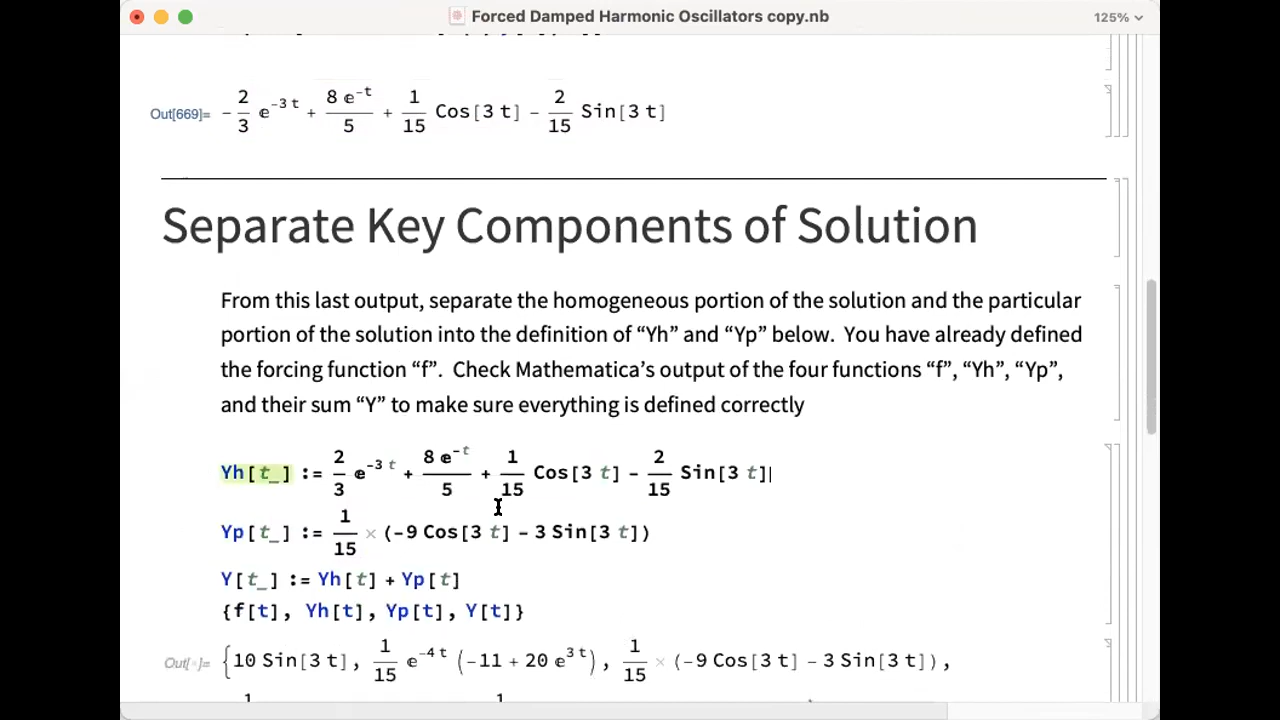 Forced Damped Harmonic Oscillators copy.nb
125%
Out[669]= -2/3 e^(-3 t) + (8 e^(-t))/5 + 1/15 Cos[3 t] - 2/15 Sin[3 t]
Separate Key Components of Solution
From this last output, separate the homogeneous portion of the solution and the particular
portion of the solution into the definition of “Yh” and “Yp” below. You have already defined
the forcing function “f”. Check Mathematica’s output of the four functions “f”, “Yh”, “Yp”,
and their sum “Y” to make sure everything is defined correctly
Yh[t_] := 2/3 e^(-3 t) + (8 e^(-t))/5 + 1/15 Cos[3 t] - 2/15 Sin[3 t]
Yp[t_] := 1/15 × (-9 Cos[3 t] - 3 Sin[3 t])
Y[t_] := Yh[t] + Yp[t]
{f[t], Yh[t], Yp[t], Y[t]}
Out[ ]= {10 Sin[3 t], 1/15 e^(-4 t) (-11 + 20 e^(3 t)), 1/15 × (-9 Cos[3 t] - 3 Sin[3 t]),